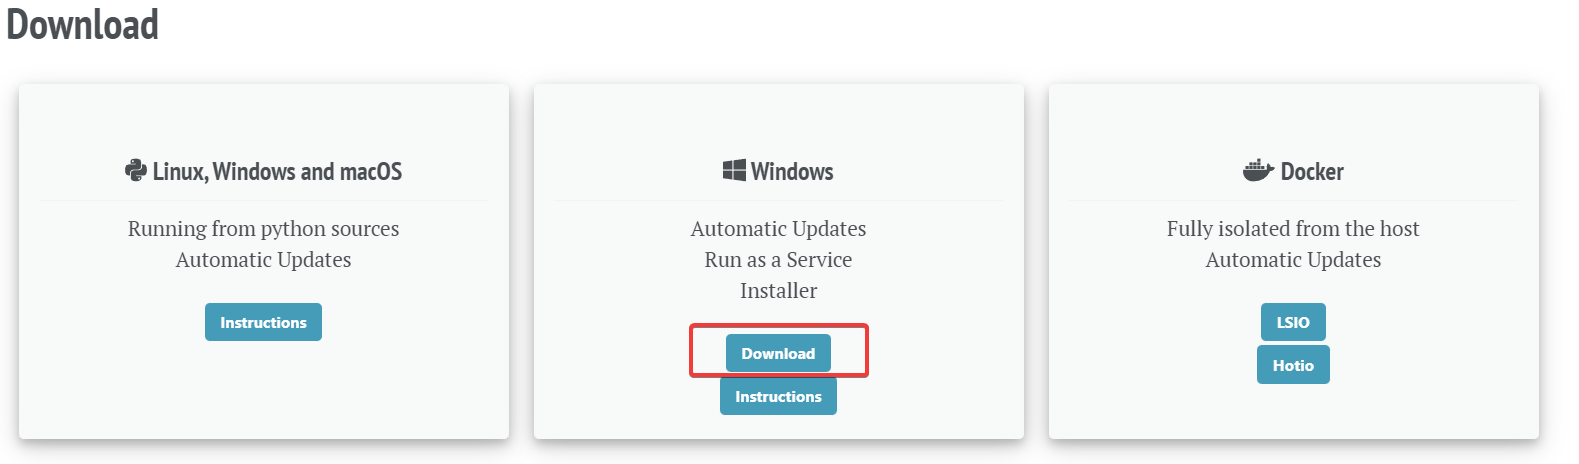 Download
Linux, Windows and macOS
Running from python sources
Automatic Updates
Instructions
Windows
Automatic Updates
Run as a Service
Installer
Download
Instructions
Docker
Fully isolated from the host
Automatic Updates
LSIO
Hotio